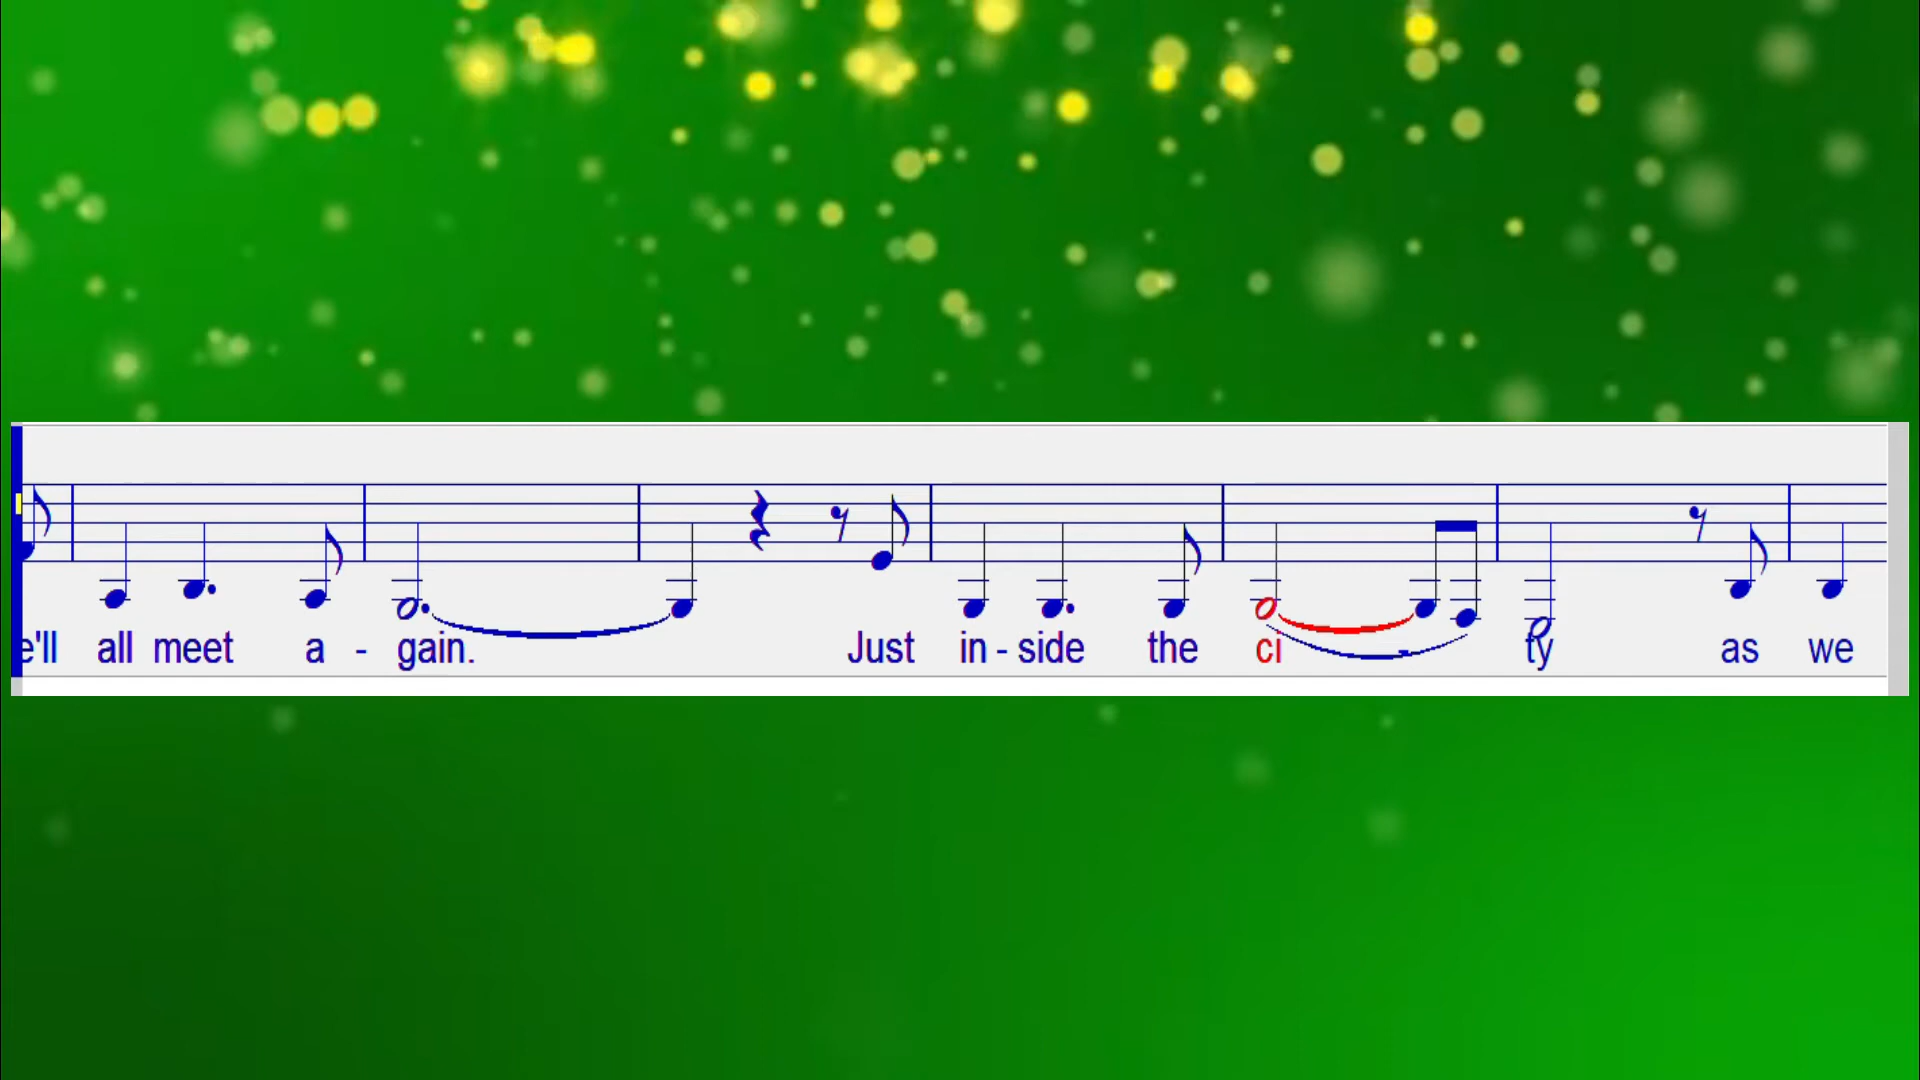 e'll all meet a - gain. Just in - side the ci - ty as we